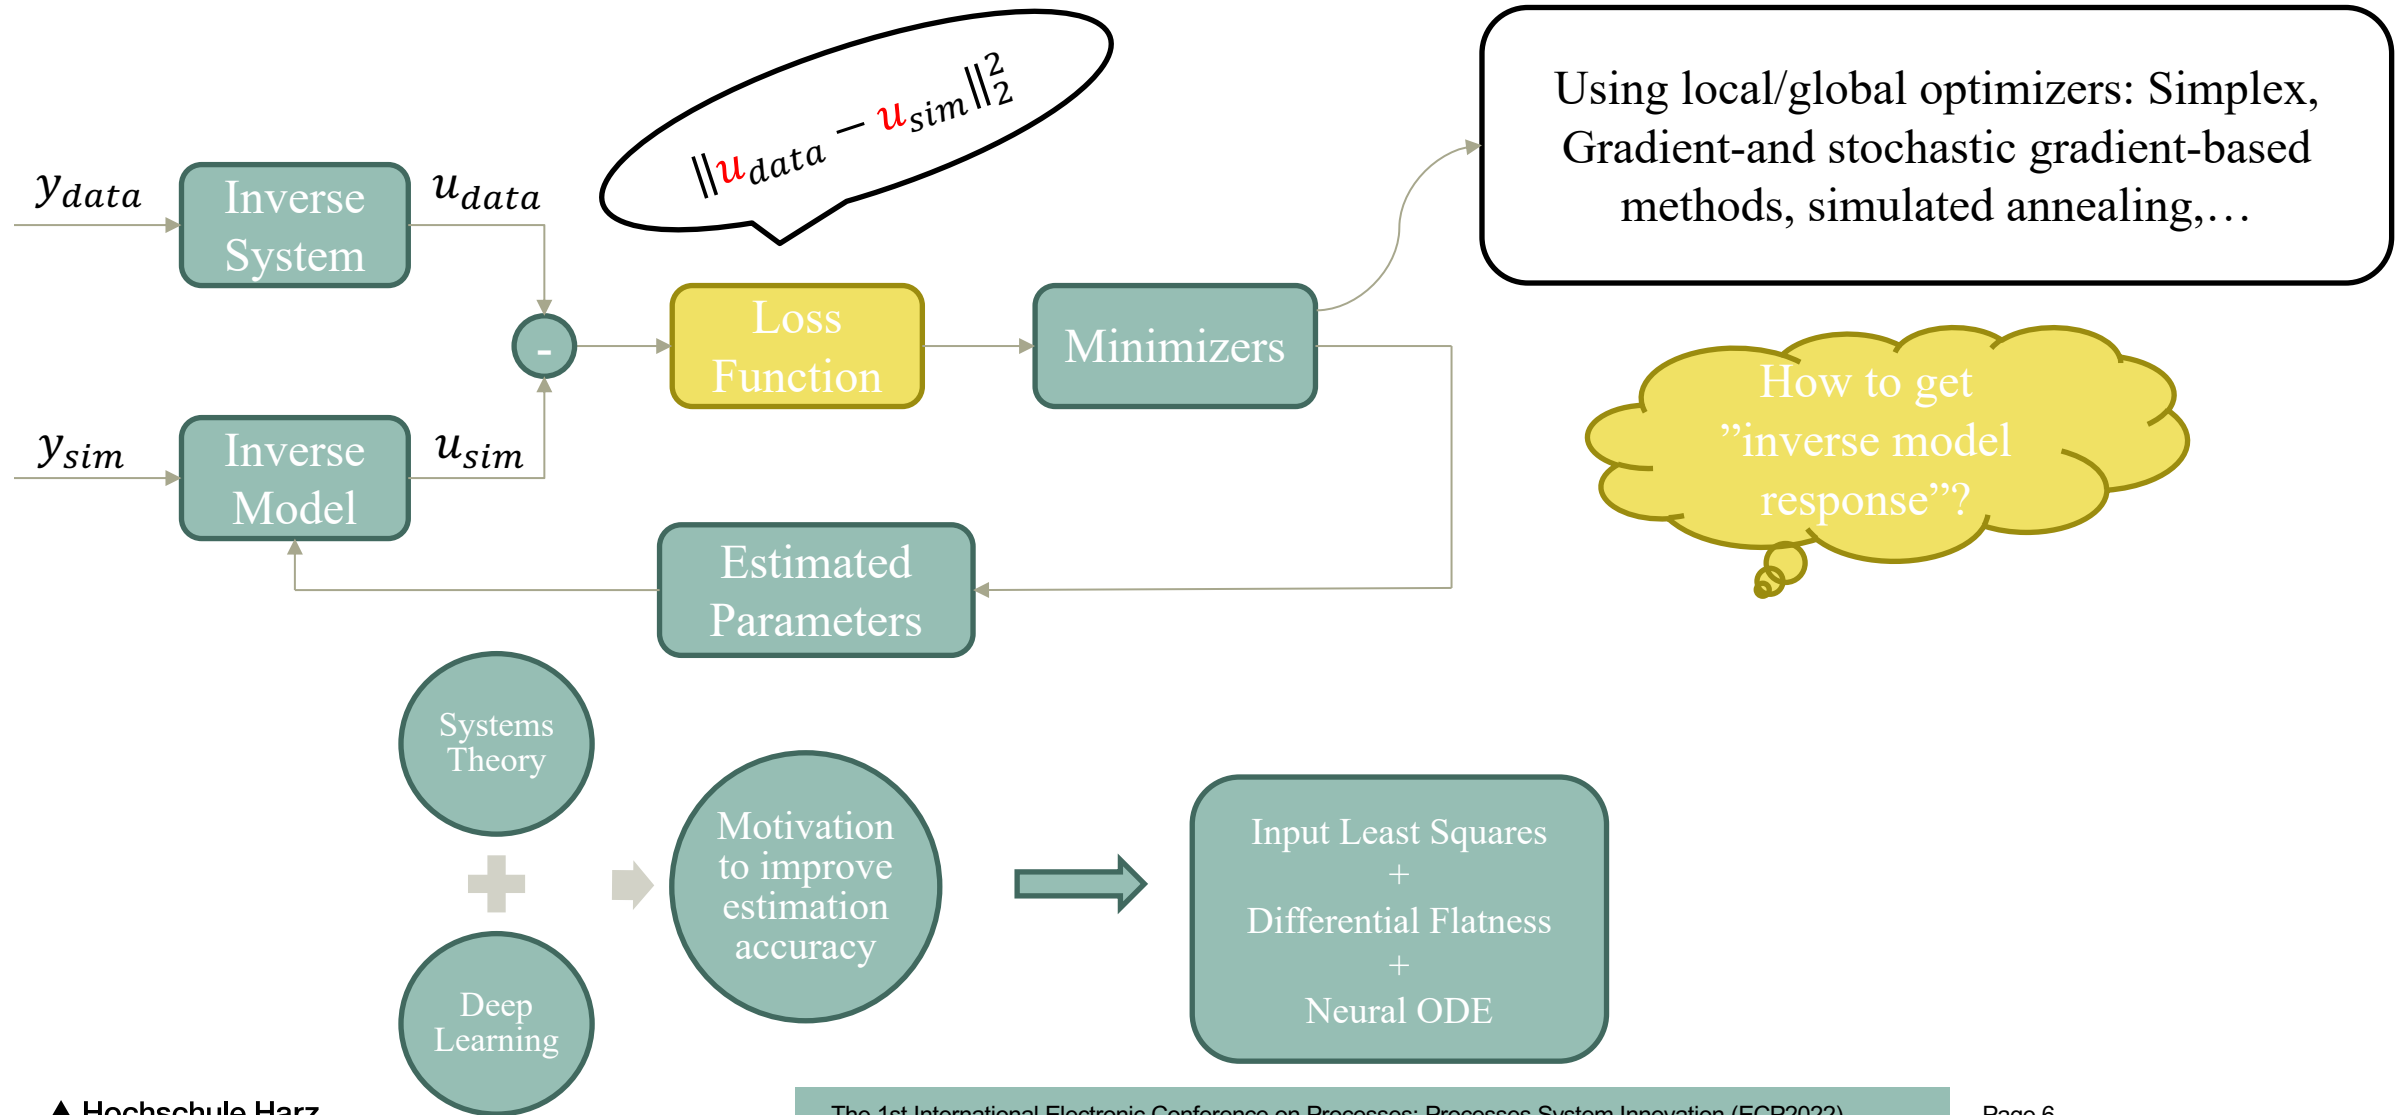 ‖u_data − u_sim‖₂²
Using local/global optimizers: Simplex,
Gradient-and stochastic gradient-based
methods, simulated annealing,…
y_data
Inverse
System
u_data
-
Loss
Function
Minimizers
How to get
”inverse model
response”?
y_sim
Inverse
Model
u_sim
Estimated
Parameters
Systems
Theory
Deep
Learning
Motivation
to improve
estimation
accuracy
Input Least Squares
+
Differential Flatness
+
Neural ODE
Hochschule Harz
The 1st International Electronic Conference on Processes: Processes System Innovation (ECP2022)
Page 6